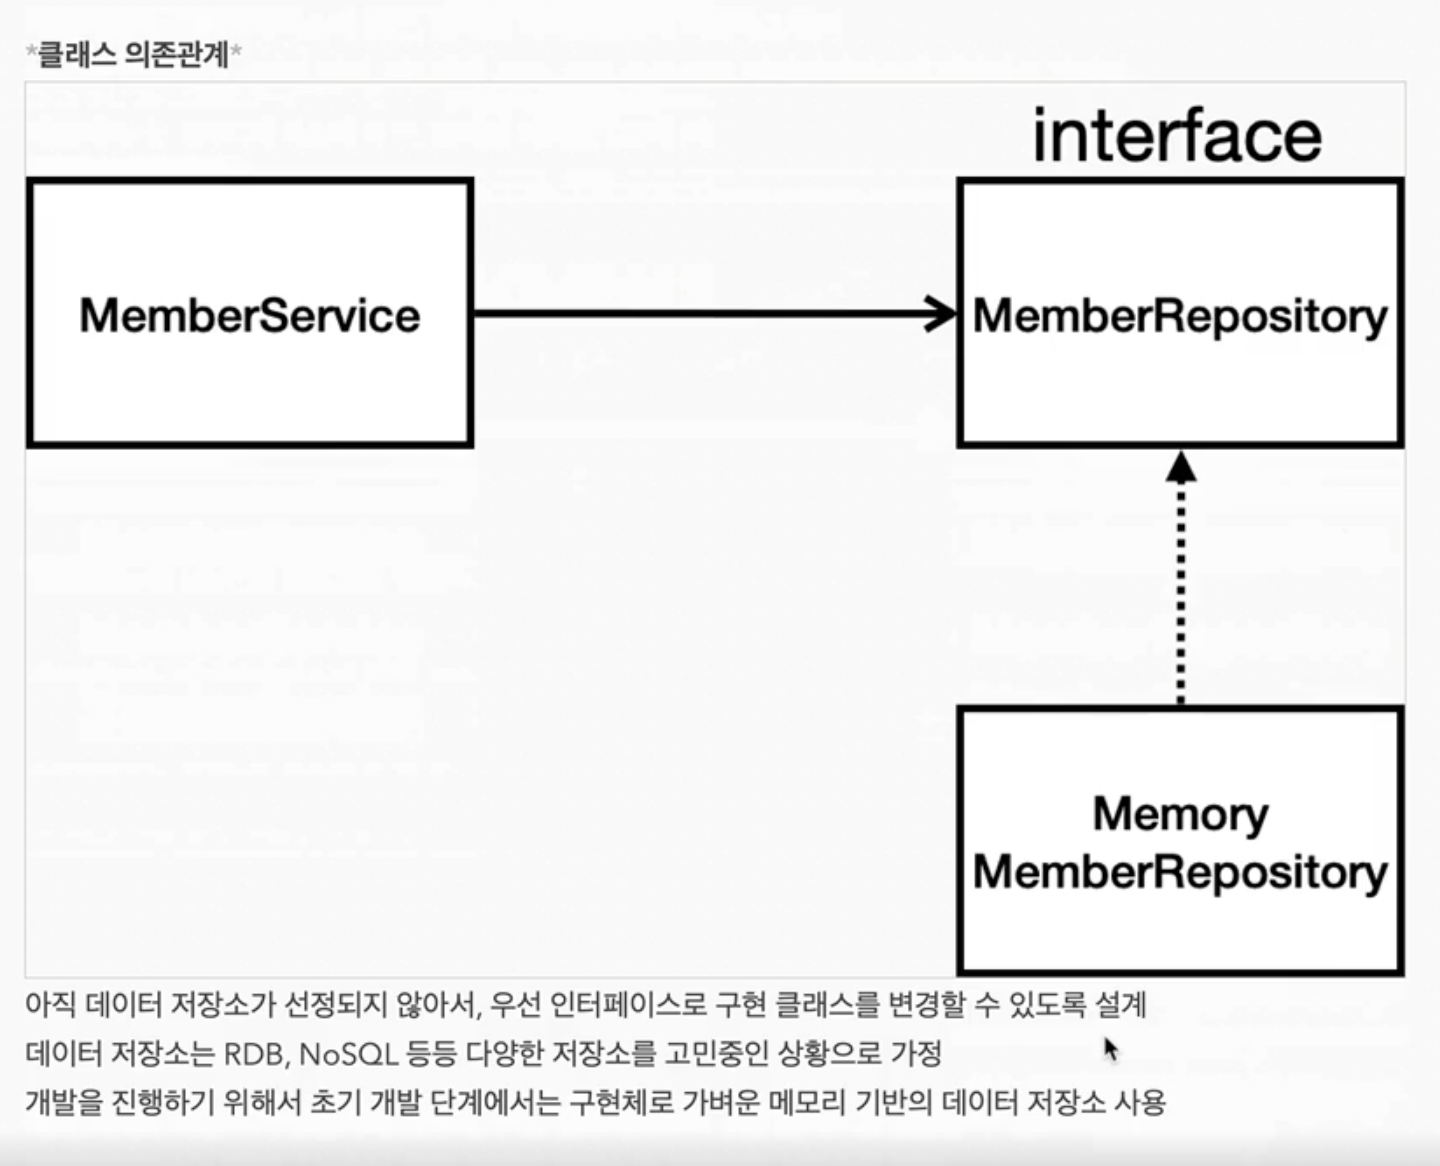 *클래스 의존관계*
interface
MemberService
MemberRepository
Memory
MemberRepository
아직 데이터 저장소가 선정되지 않아서, 우선 인터페이스로 구현 클래스를 변경할 수 있도록 설계
데이터 저장소는 RDB, NoSQL 등등 다양한 저장소를 고민중인 상황으로 가정
개발을 진행하기 위해서 초기 개발 단계에서는 구현체로 가벼운 메모리 기반의 데이터 저장소 사용